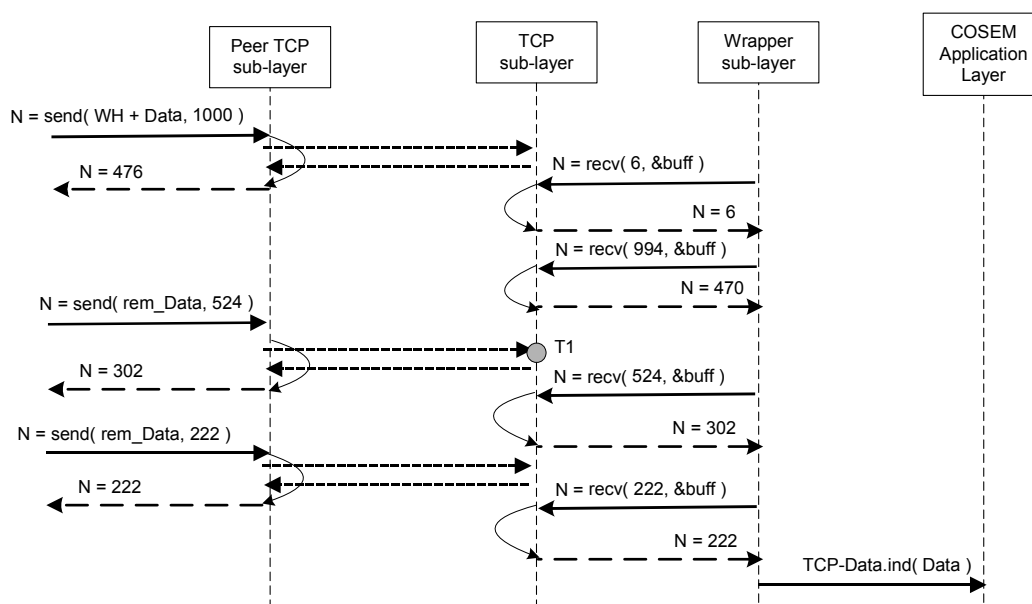 Peer TCP
sub-layer
TCP
sub-layer
Wrapper
sub-layer
COSEM
Application
Layer
N = send( WH + Data, 1000 )
N = 476
N = recv( 6, &buff )
N = 6
N = recv( 994, &buff )
N = 470
N = send( rem_Data, 524 )
T1
N = 302
N = recv( 524, &buff )
N = 302
N = send( rem_Data, 222 )
N = 222
N = recv( 222, &buff )
N = 222
TCP-Data.ind( Data )